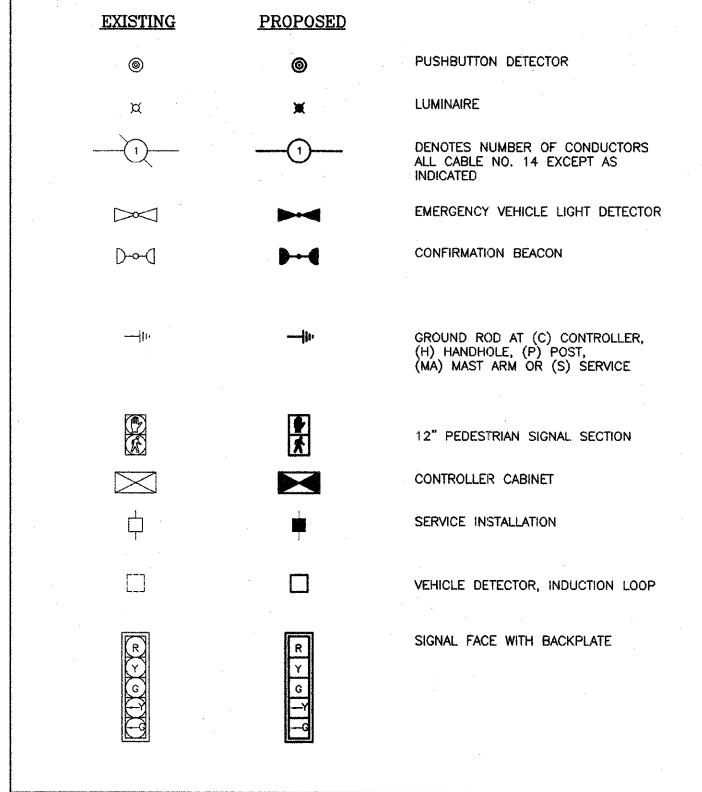 EXISTING PROPOSED
PUSHBUTTON DETECTOR
LUMINAIRE
1 1 DENOTES NUMBER OF CONDUCTORS
ALL CABLE NO. 14 EXCEPT AS
INDICATED
EMERGENCY VEHICLE LIGHT DETECTOR
CONFIRMATION BEACON
GROUND ROD AT (C) CONTROLLER,
(H) HANDHOLE, (P) POST,
(MA) MAST ARM OR (S) SERVICE
12" PEDESTRIAN SIGNAL SECTION
CONTROLLER CABINET
SERVICE INSTALLATION
VEHICLE DETECTOR, INDUCTION LOOP
R R SIGNAL FACE WITH BACKPLATE
Y Y
G G
Y Y
G G